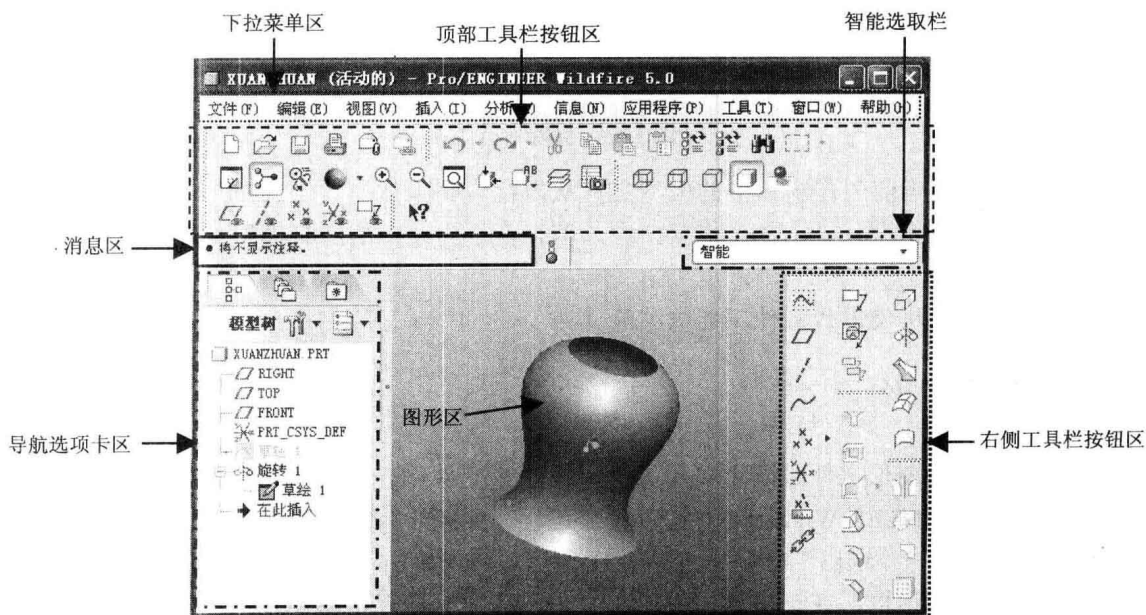 下拉菜单区
顶部工具栏按钮区
智能选取栏
XUANZHUAN (活动的) - Pro/ENGINEER Wildfire 5.0
文件(F) 编辑(E) 视图(V) 插入(I) 分析 信息(N) 应用程序(P) 工具(T) 窗口(W) 帮助(H)
消息区
将不显示注释。
智能
模型树
XUANZHUAN.PRT
RIGHT
TOP
FRONT
PRT_CSYS_DEF
草绘 1
旋转 1
草绘 1
在此插入
图形区
导航选项卡区
右侧工具栏按钮区